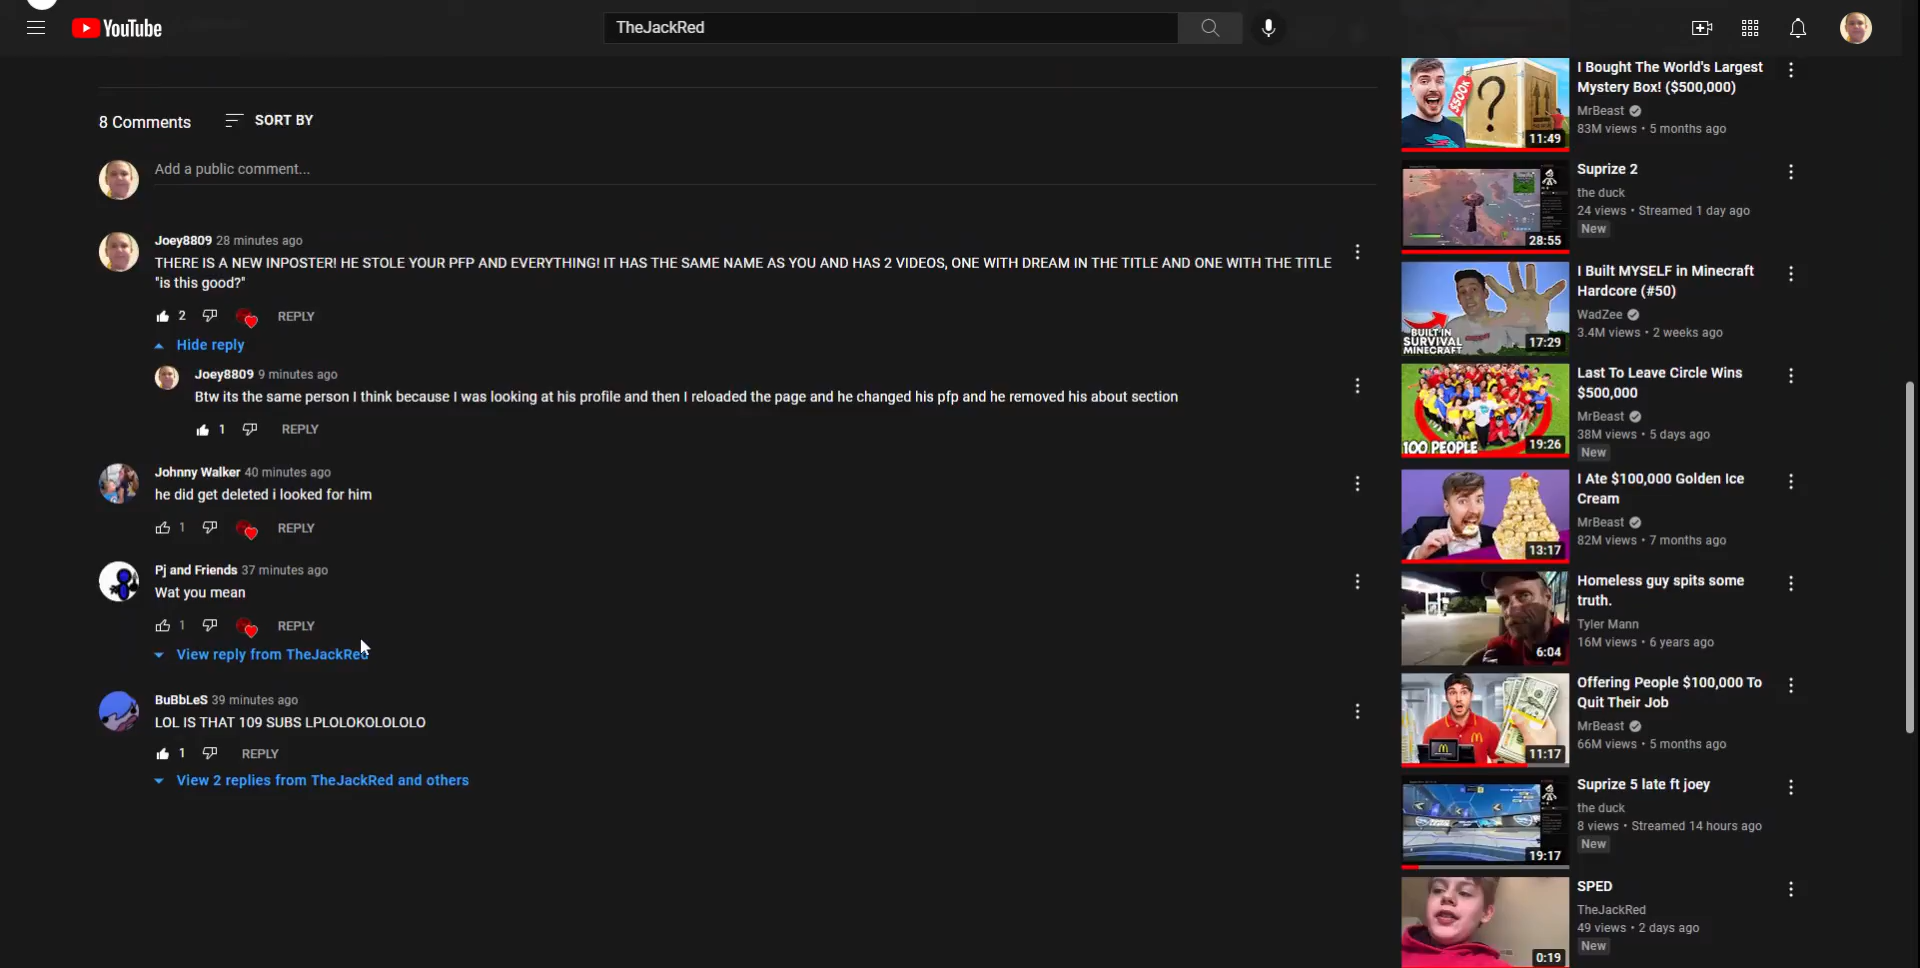 YouTube
TheJackRed
8 Comments
SORT BY
Add a public comment...
Joey8809 28 minutes ago
THERE IS A NEW INPOSTER! HE STOLE YOUR PFP AND EVERYTHING! IT HAS THE SAME NAME AS YOU AND HAS 2 VIDEOS, ONE WITH DREAM IN THE TITLE AND ONE WITH THE TITLE
"is this good?"
2 REPLY
Hide reply
Joey8809 9 minutes ago
Btw its the same person I think because I was looking at his profile and then I reloaded the page and he changed his pfp and he removed his about section
1 REPLY
Johnny Walker 40 minutes ago
he did get deleted i looked for him
1 REPLY
Pj and Friends 37 minutes ago
Wat you mean
1 REPLY
View reply from TheJackRed
BuBbLeS 39 minutes ago
LOL IS THAT 109 SUBS LPLOLOKOLOLOLO
1 REPLY
View 2 replies from TheJackRed and others
$500K
?
11:49
I Bought The World's Largest
Mystery Box! ($500,000)
MrBeast
83M views • 5 months ago
28:55
Suprize 2
the duck
24 views • Streamed 1 day ago
New
BUILT IN
SURVIVAL
MINECRAFT
17:29
I Built MYSELF in Minecraft
Hardcore (#50)
WadZee
3.4M views • 2 weeks ago
100 PEOPLE
19:26
Last To Leave Circle Wins
$500,000
MrBeast
38M views • 5 days ago
New
13:17
I Ate $100,000 Golden Ice
Cream
MrBeast
82M views • 7 months ago
6:04
Homeless guy spits some
truth.
Tyler Mann
16M views • 6 years ago
11:17
Offering People $100,000 To
Quit Their Job
MrBeast
66M views • 5 months ago
19:17
Suprize 5 late ft joey
the duck
8 views • Streamed 14 hours ago
New
0:19
SPED
TheJackRed
49 views • 2 days ago
New